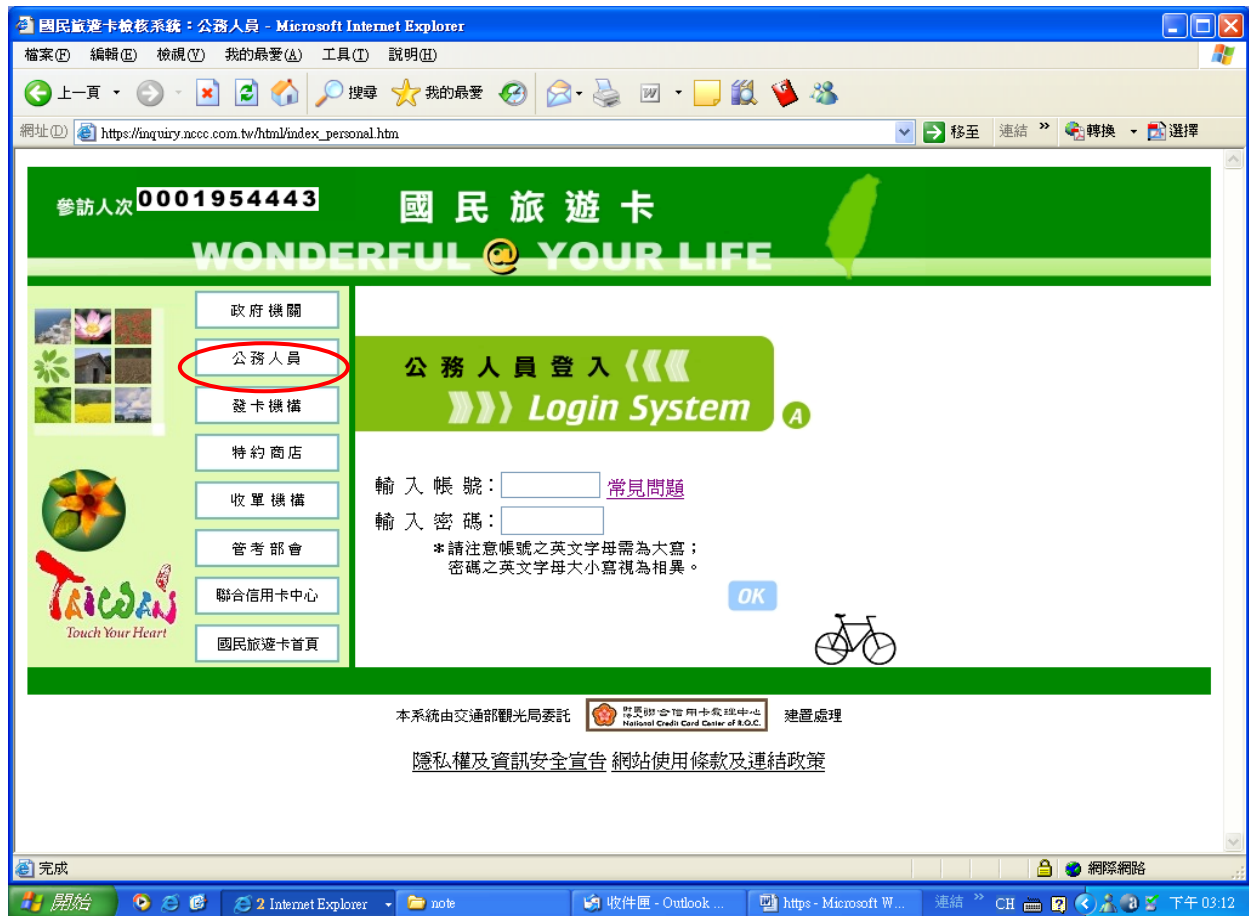 國民旅遊卡檢核系統：公務人員 - Microsoft Internet Explorer
檔案(F) 編輯(E) 檢視(V) 我的最愛(A) 工具(T) 說明(H)
上一頁 搜尋 我的最愛
網址(D) https://inquiry.nccc.com.tw/html/index_personal.htm 移至 連結 » 轉換 選擇
參訪人次 0001954443
國民旅遊卡
WONDERFUL @ YOUR LIFE
政府機關
公務人員
發卡機構
特約商店
收單機構
管考部會
聯合信用卡中心
國民旅遊卡首頁
TAIWAN
Touch Your Heart
公務人員登入
Login System
A
輸入帳號： 常見問題
輸入密碼：
*請注意帳號之英文字母需為大寫；
密碼之英文字母大小寫視為相異。
OK
本系統由交通部觀光局委託 財團聯合信用卡處理中心 National Credit Card Center of R.O.C. 建置處理
隱私權及資訊安全宣告 網站使用條款及連結政策
完成 網際網路
開始 2 Internet Explorer note 收件匣 - Outlook ... https - Microsoft W... 連結 » CH 下午 03:12